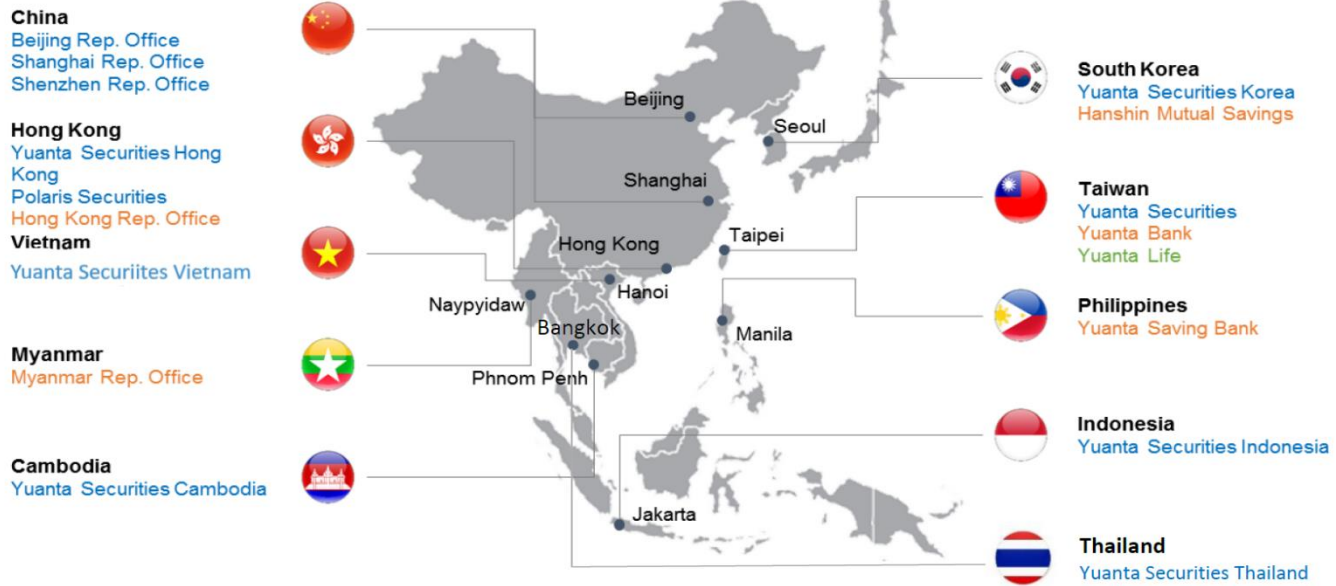 China
Beijing Rep. Office
Shanghai Rep. Office
Shenzhen Rep. Office
Hong Kong
Yuanta Securities Hong
Kong
Polaris Securities
Hong Kong Rep. Office
Vietnam
Yuanta Securiites Vietnam
Myanmar
Myanmar Rep. Office
Cambodia
Yuanta Securities Cambodia
Beijing
Seoul
Shanghai
Taipei
Hong Kong
Hanoi
Naypyidaw
Bangkok
Manila
Phnom Penh
Jakarta
South Korea
Yuanta Securities Korea
Hanshin Mutual Savings
Taiwan
Yuanta Securities
Yuanta Bank
Yuanta Life
Philippines
Yuanta Saving Bank
Indonesia
Yuanta Securities Indonesia
Thailand
Yuanta Securities Thailand